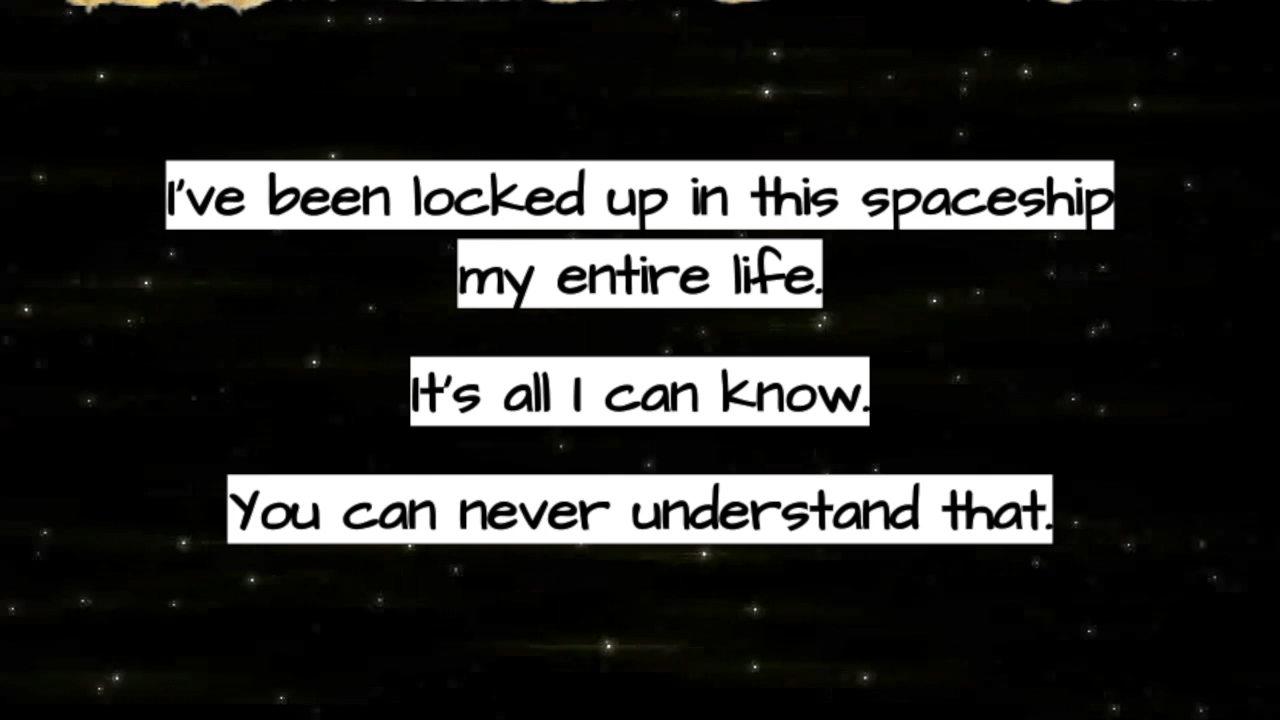 I've been locked up in this spaceship
my entire life.
It's all I can know.
You can never understand that.